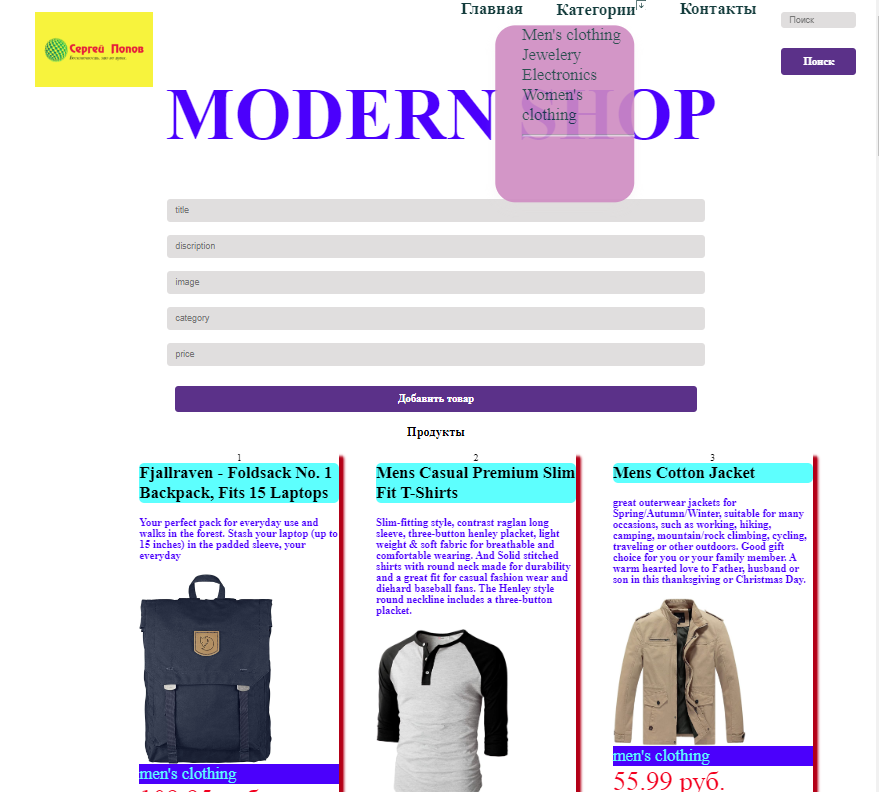 Главная
Категории
Контакты
Поиск
Сергей Попов
Men's clothing
Jewelery
Electronics
Women's
clothing
Поиск
MODERN SHOP
title
discription
image
category
price
Добавить товар
Продукты
1
Fjallraven - Foldsack No. 1
Backpack, Fits 15 Laptops
Your perfect pack for everyday use and
walks in the forest. Stash your laptop (up to
15 inches) in the padded sleeve, your
everyday
men's clothing
2
Mens Casual Premium Slim
Fit T-Shirts
Slim-fitting style, contrast raglan long
sleeve, three-button henley placket, light
weight & soft fabric for breathable and
comfortable wearing. And Solid stitched
shirts with round neck made for durability
and a great fit for casual fashion wear and
diehard baseball fans. The Henley style
round neckline includes a three-button
placket.
3
Mens Cotton Jacket
great outerwear jackets for
Spring/Autumn/Winter, suitable for many
occasions, such as working, hiking,
camping, mountain/rock climbing, cycling,
traveling or other outdoors. Good gift
choice for you or your family member. A
warm hearted love to Father, husband or
son in this thanksgiving or Christmas Day.
men's clothing
55.99 руб.